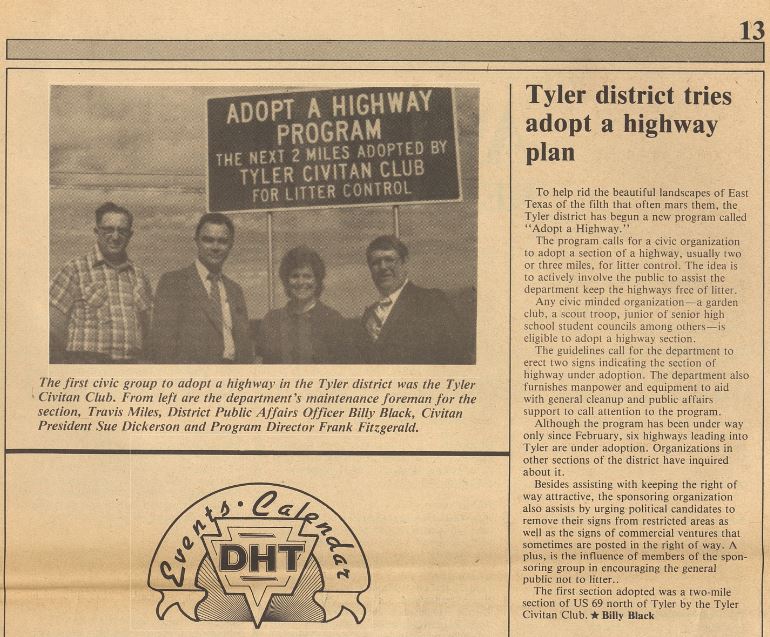 13
ADOPT A HIGHWAY
PROGRAM
THE NEXT 2 MILES ADOPTED BY
TYLER CIVITAN CLUB
FOR LITTER CONTROL
The first civic group to adopt a highway in the Tyler district was the Tyler
Civitan Club. From left are the department's maintenance foreman for the
section, Travis Miles, District Public Affairs Officer Billy Black, Civitan
President Sue Dickerson and Program Director Frank Fitzgerald.
Events • Calendar
DHT
Tyler district tries
adopt a highway
plan
To help rid the beautiful landscapes of East
Texas of the filth that often mars them, the
Tyler district has begun a new program called
"Adopt a Highway."
The program calls for a civic organization
to adopt a section of a highway, usually two
or three miles, for litter control. The idea is
to actively involve the public to assist the
department keep the highways free of litter.
Any civic minded organization—a garden
club, a scout troop, junior of senior high
school student councils among others—is
eligible to adopt a highway section.
The guidelines call for the department to
erect two signs indicating the section of
highway under adoption. The department also
furnishes manpower and equipment to aid
with general cleanup and public affairs
support to call attention to the program.
Although the program has been under way
only since February, six highways leading into
Tyler are under adoption. Organizations in
other sections of the district have inquired
about it.
Besides assisting with keeping the right of
way attractive, the sponsoring organization
also assists by urging political candidates to
remove their signs from restricted areas as
well as the signs of commercial ventures that
sometimes are posted in the right of way. A
plus, is the influence of members of the spon-
soring group in encouraging the general
public not to litter..
The first section adopted was a two-mile
section of US 69 north of Tyler by the Tyler
Civitan Club. ★ Billy Black